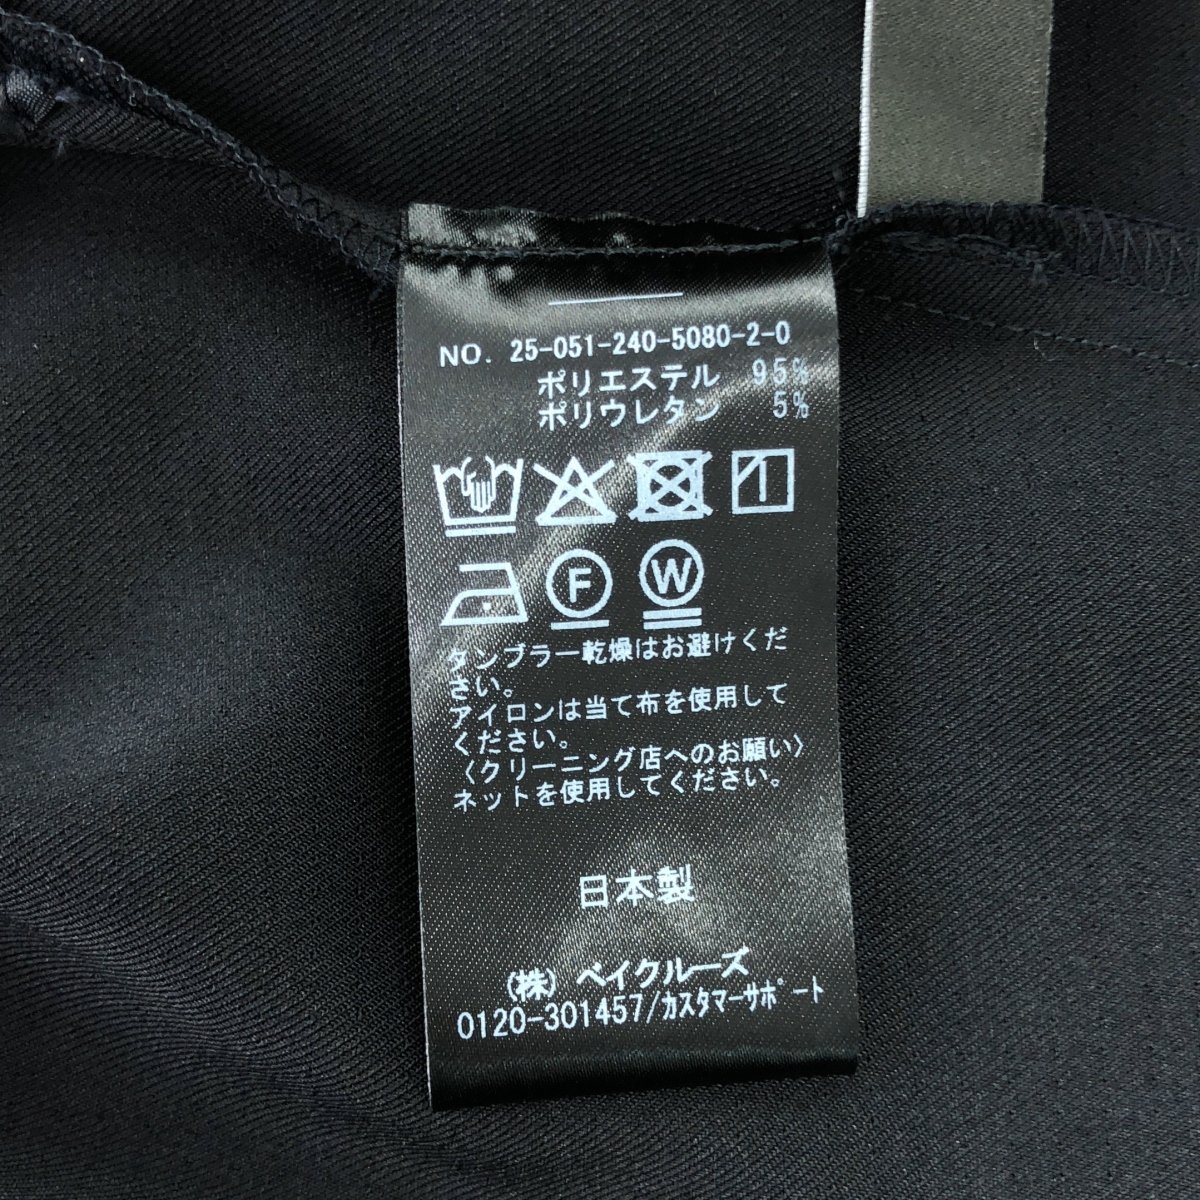 NO. 25-051-240-5080-2-0
ポリエステル 95%
ポリウレタン 5%
F W
タンブラー乾燥はお避けくだ
さい。
アイロンは当て布を使用して
ください。
〈クリーニング店へのお願い〉
ネットを使用してください。
日本製
(株) ベイクルーズ
0120-301457/カスタマーサポート